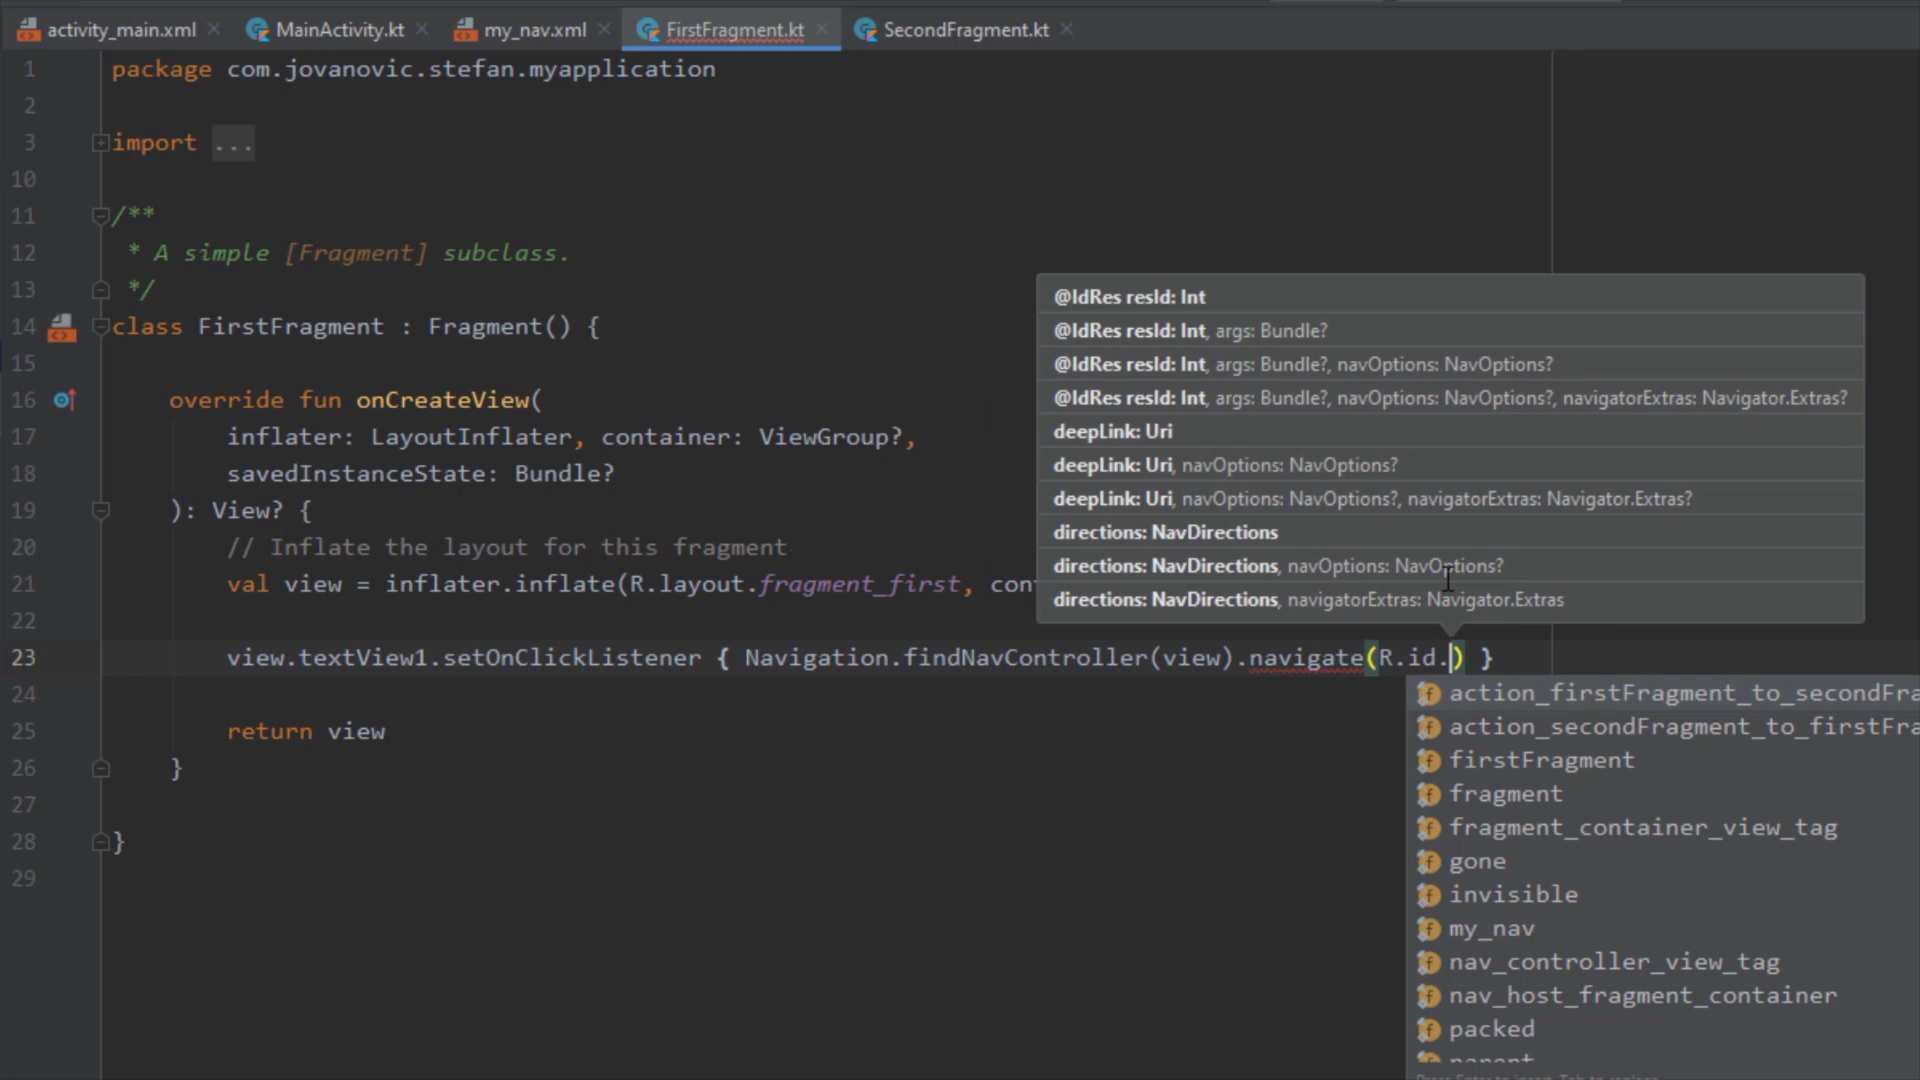 activity_main.xml MainActivity.kt my_nav.xml FirstFragment.kt SecondFragment.kt
1 package com.jovanovic.stefan.myapplication
2
3 import ...
10
11 /**
12 * A simple [Fragment] subclass.
13 */
14 class FirstFragment : Fragment() {
15
16 override fun onCreateView(
17 inflater: LayoutInflater, container: ViewGroup?,
18 savedInstanceState: Bundle?
19 ): View? {
20 // Inflate the layout for this fragment
21 val view = inflater.inflate(R.layout.fragment_first, con
22
23 view.textView1.setOnClickListener { Navigation.findNavController(view).navigate(R.id.) }
24
25 return view
26 }
27
28 }
29
@IdRes resId: Int
@IdRes resId: Int, args: Bundle?
@IdRes resId: Int, args: Bundle?, navOptions: NavOptions?
@IdRes resId: Int, args: Bundle?, navOptions: NavOptions?, navigatorExtras: Navigator.Extras?
deepLink: Uri
deepLink: Uri, navOptions: NavOptions?
deepLink: Uri, navOptions: NavOptions?, navigatorExtras: Navigator.Extras?
directions: NavDirections
directions: NavDirections, navOptions: NavOptions?
directions: NavDirections, navigatorExtras: Navigator.Extras
action_firstFragment_to_secondFra
action_secondFragment_to_firstFra
firstFragment
fragment
fragment_container_view_tag
gone
invisible
my_nav
nav_controller_view_tag
nav_host_fragment_container
packed